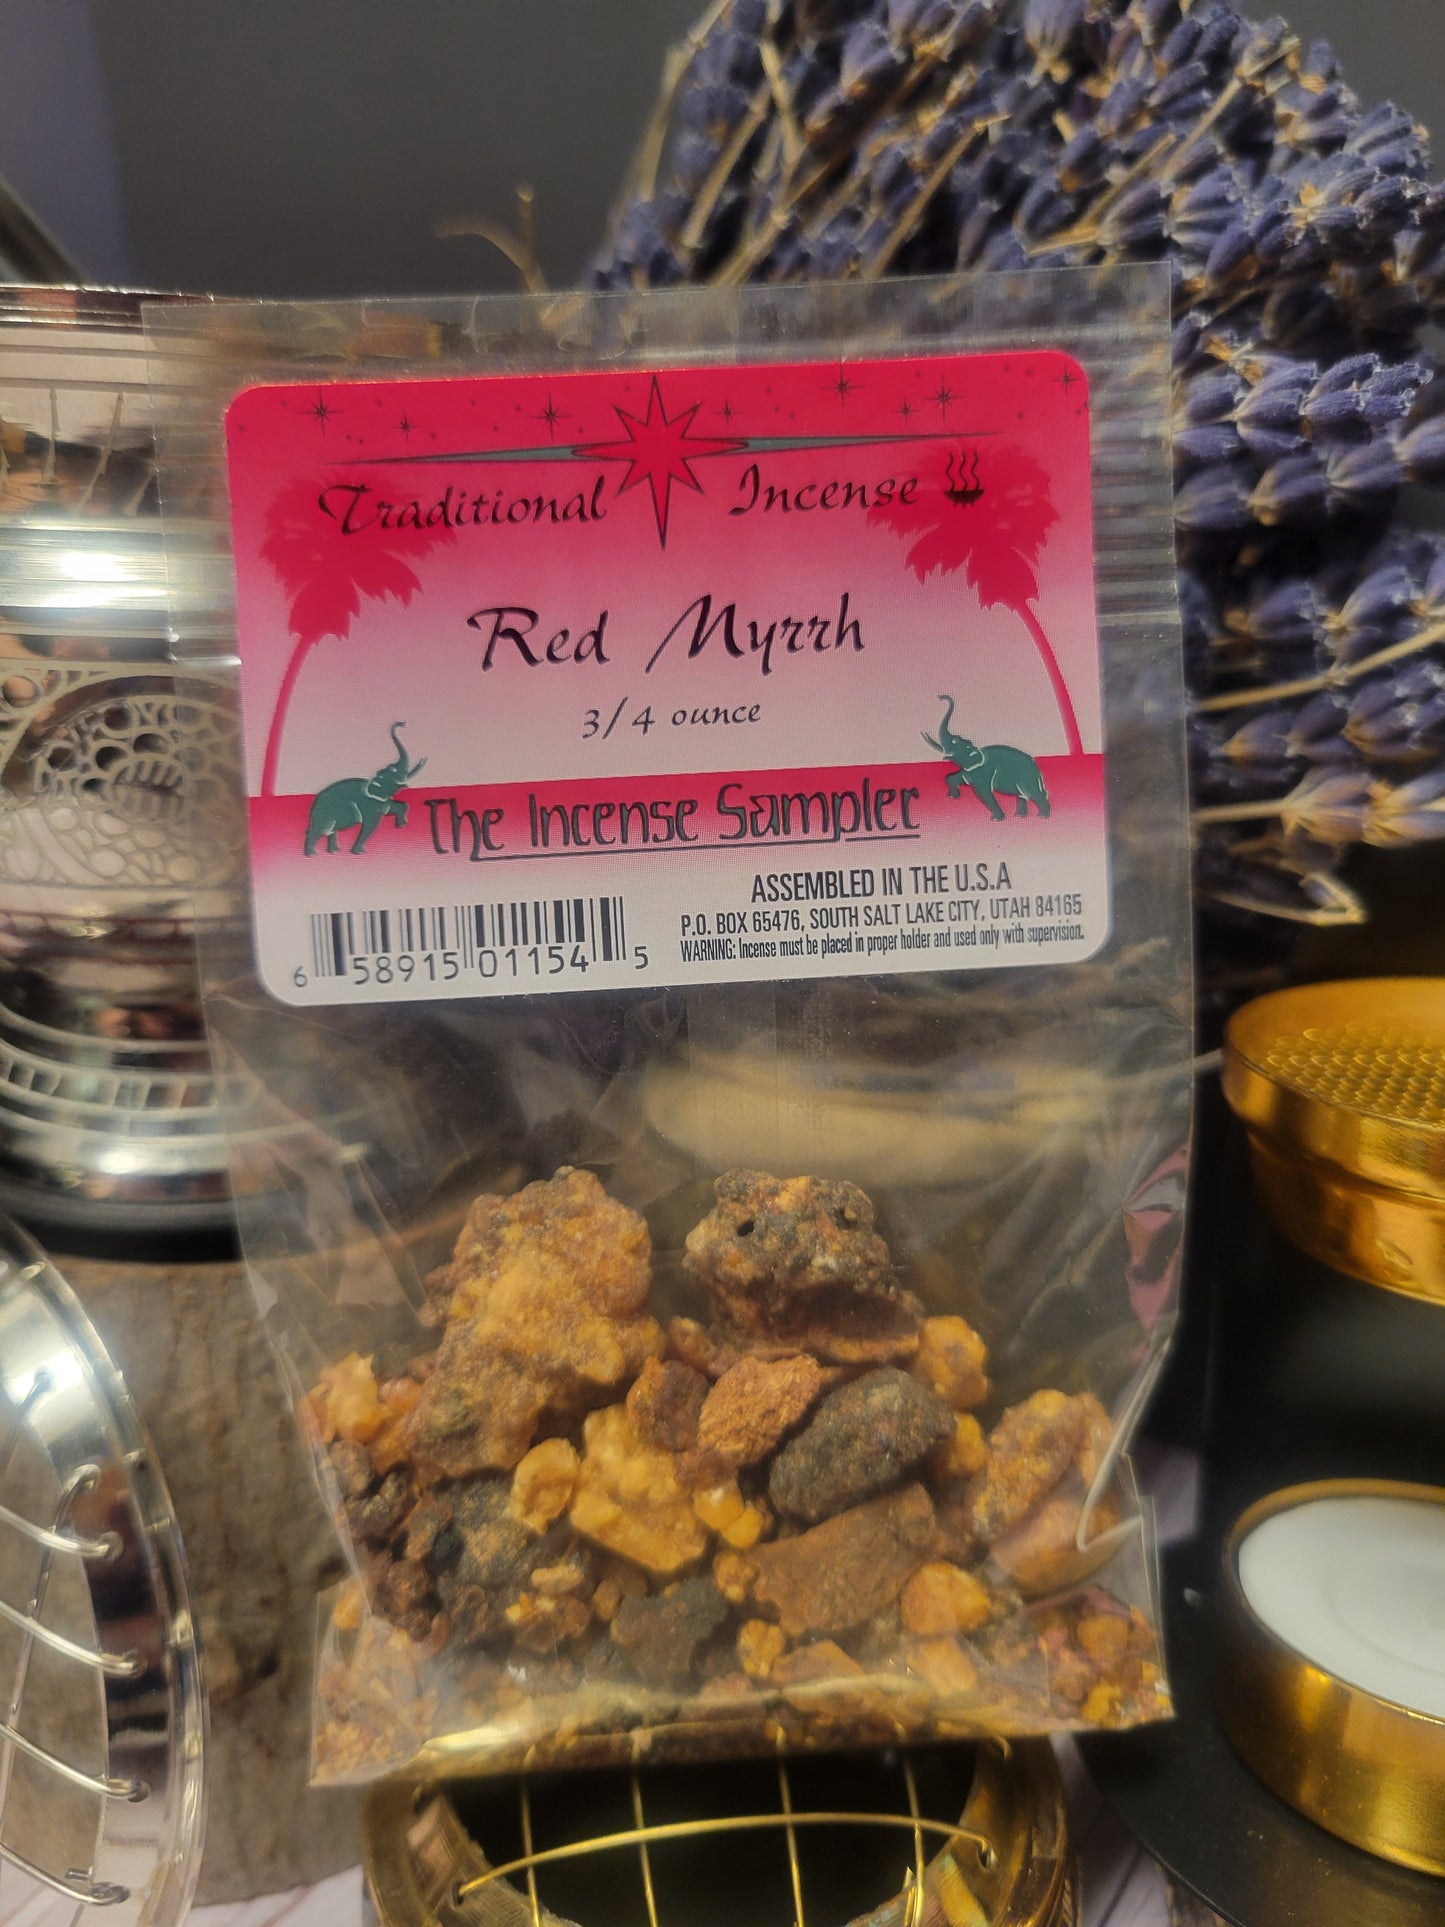 Traditional Incense
Red Myrrh
3/4 ounce
The Incense Sampler
ASSEMBLED IN THE U.S.A
P.O. BOX 65476, SOUTH SALT LAKE CITY, UTAH 84165
WARNING: Incense must be placed in proper holder and used only with supervision.
6 58915 01154 5